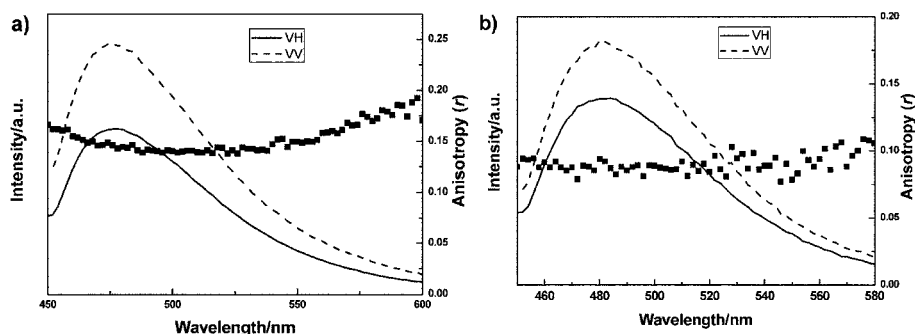 a)
VH
VV
Intensity/a.u.
0.25
0.20
0.15
0.10
0.05
0.00
Anisotropy (r)
450
500
550
600
Wavelength/nm
b)
VH
VV
Intensity/a.u.
0.20
0.15
0.10
0.05
0.00
Anisotropy (r)
460
480
500
520
540
560
580
Wavelength/nm